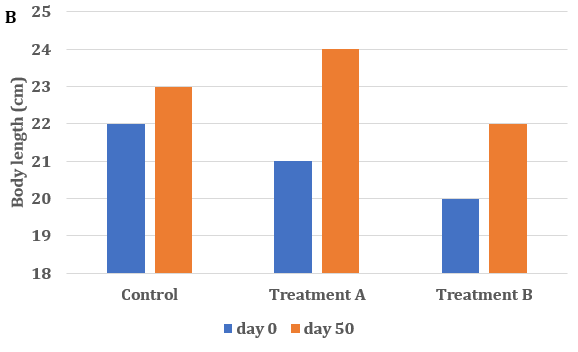 B
Body length (cm)
25
24
23
22
21
20
19
18
Control
Treatment A
Treatment B
day 0
day 50